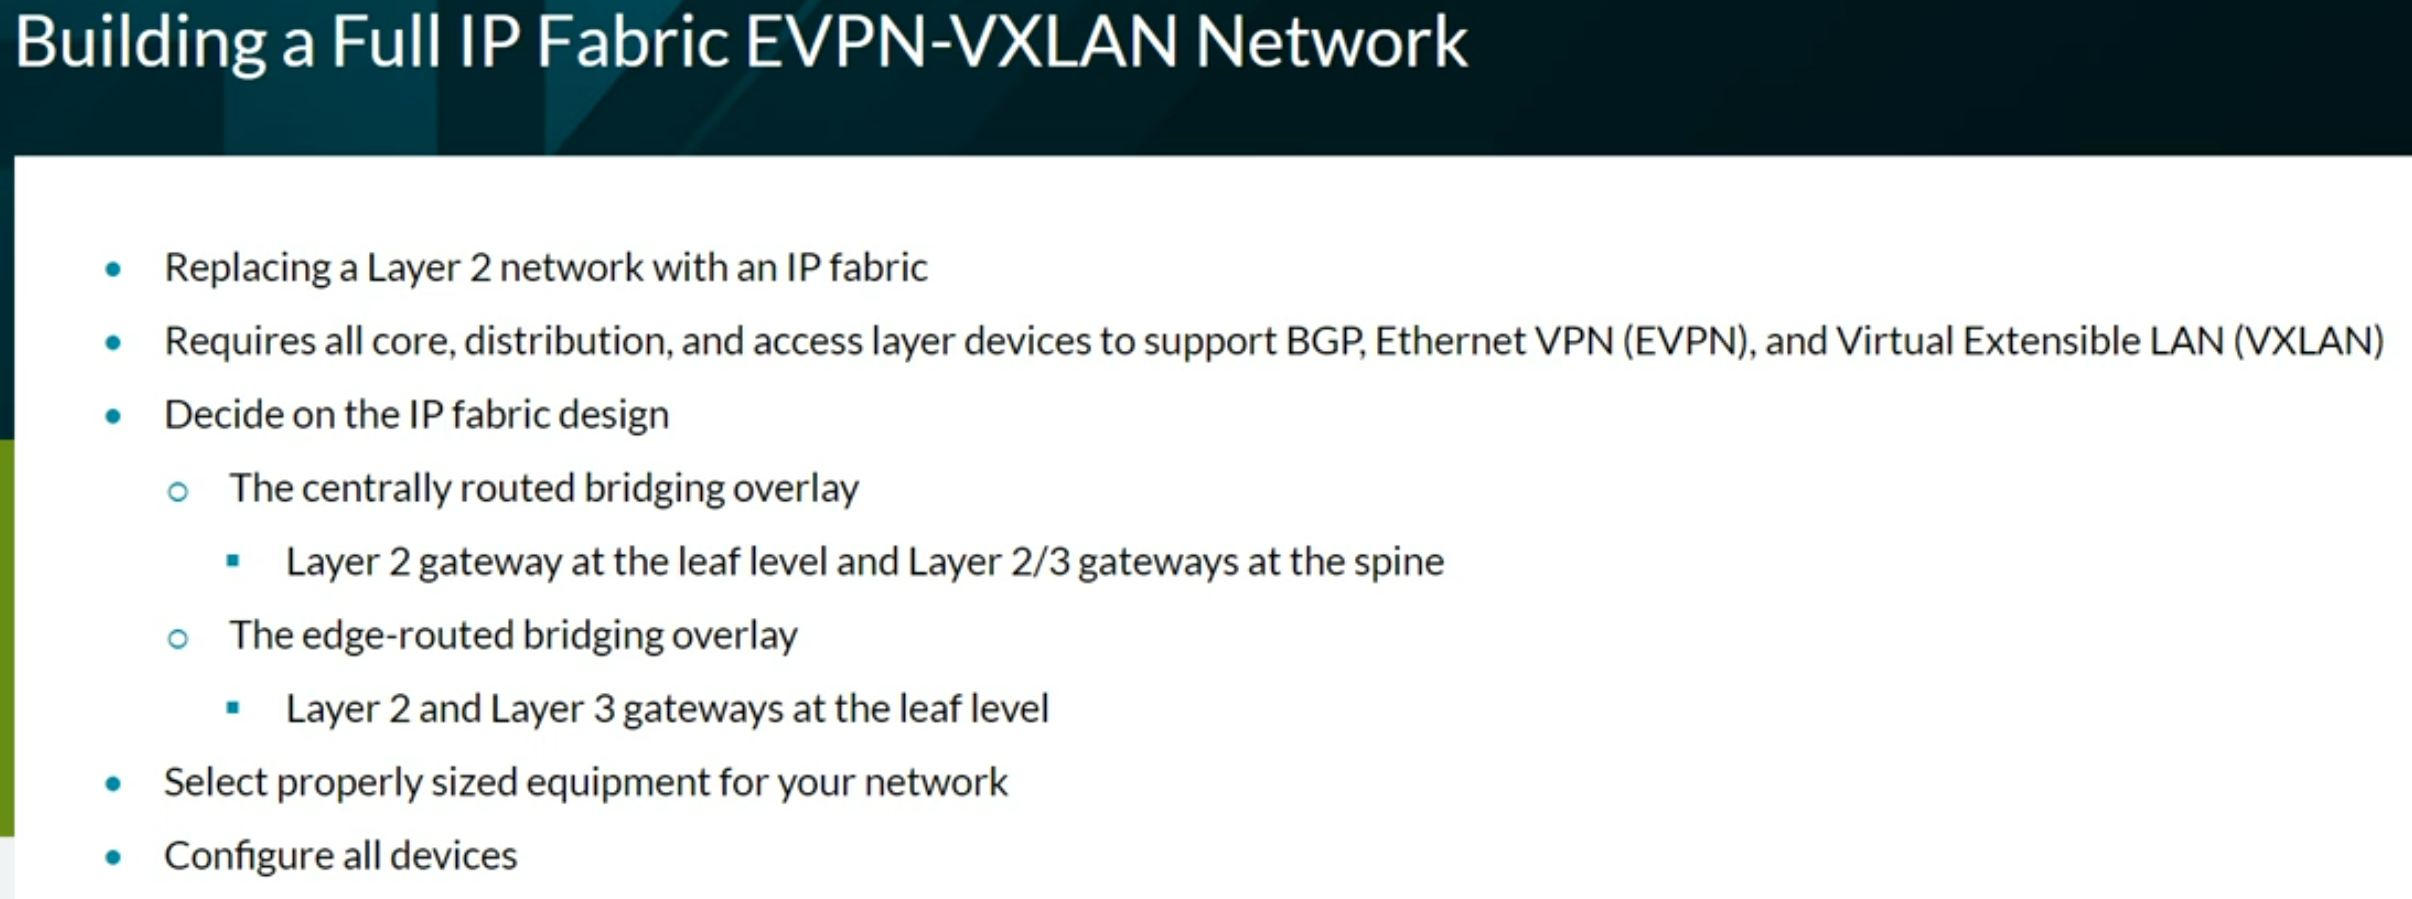 Building a Full IP Fabric EVPN-VXLAN Network
Replacing a Layer 2 network with an IP fabric
Requires all core, distribution, and access layer devices to support BGP, Ethernet VPN (EVPN), and Virtual Extensible LAN (VXLAN)
Decide on the IP fabric design
The centrally routed bridging overlay
Layer 2 gateway at the leaf level and Layer 2/3 gateways at the spine
The edge-routed bridging overlay
Layer 2 and Layer 3 gateways at the leaf level
Select properly sized equipment for your network
Configure all devices